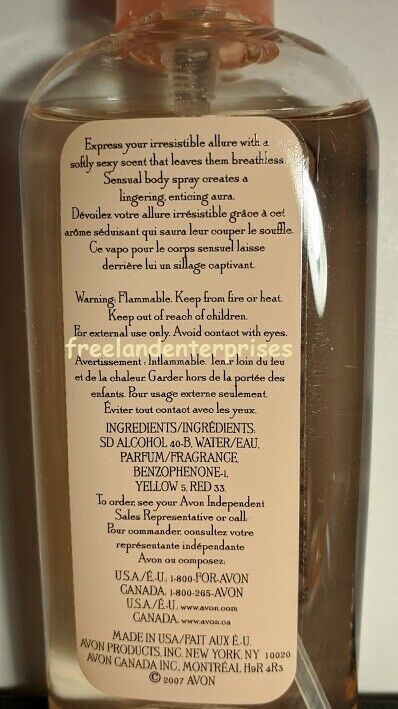 Express your irresistible allure with a
softly sexy scent that leaves them breathless.
Sensual body spray creates a
lingering, enticing aura.
Dévoilez votre allure irrésistible grâce à cet
arôme séduisant qui saura leur couper le souffle.
Ce vapo pour le corps sensuel laisse
derrière lui un sillage captivant.
Warning: Flammable. Keep from fire or heat.
Keep out of reach of children.
For external use only. Avoid contact with eyes.
freelandenterprises
Avertissement : Inflammable. Tenir loin du feu
et de la chaleur. Garder hors de la portée des
enfants. Pour usage externe seulement.
Éviter tout contact avec les yeux.
INGREDIENTS/INGRÉDIENTS:
SD ALCOHOL 40-B, WATER/EAU,
PARFUM/FRAGRANCE,
BENZOPHENONE-1,
YELLOW 5, RED 33.
To order, see your Avon Independent
Sales Representative or call:
Pour commander, consultez votre
représentante indépendante
Avon ou composez:
U.S.A./É.-U. 1-800-FOR-AVON
CANADA. 1-800-265-AVON
U.S.A./É.-U. www.avon.com
CANADA. www.avon.ca
MADE IN USA/FAIT AUX É.-U.
AVON PRODUCTS, INC. NEW YORK, NY 10020
AVON CANADA INC., MONTRÉAL H9R 4R3
© 2007 AVON